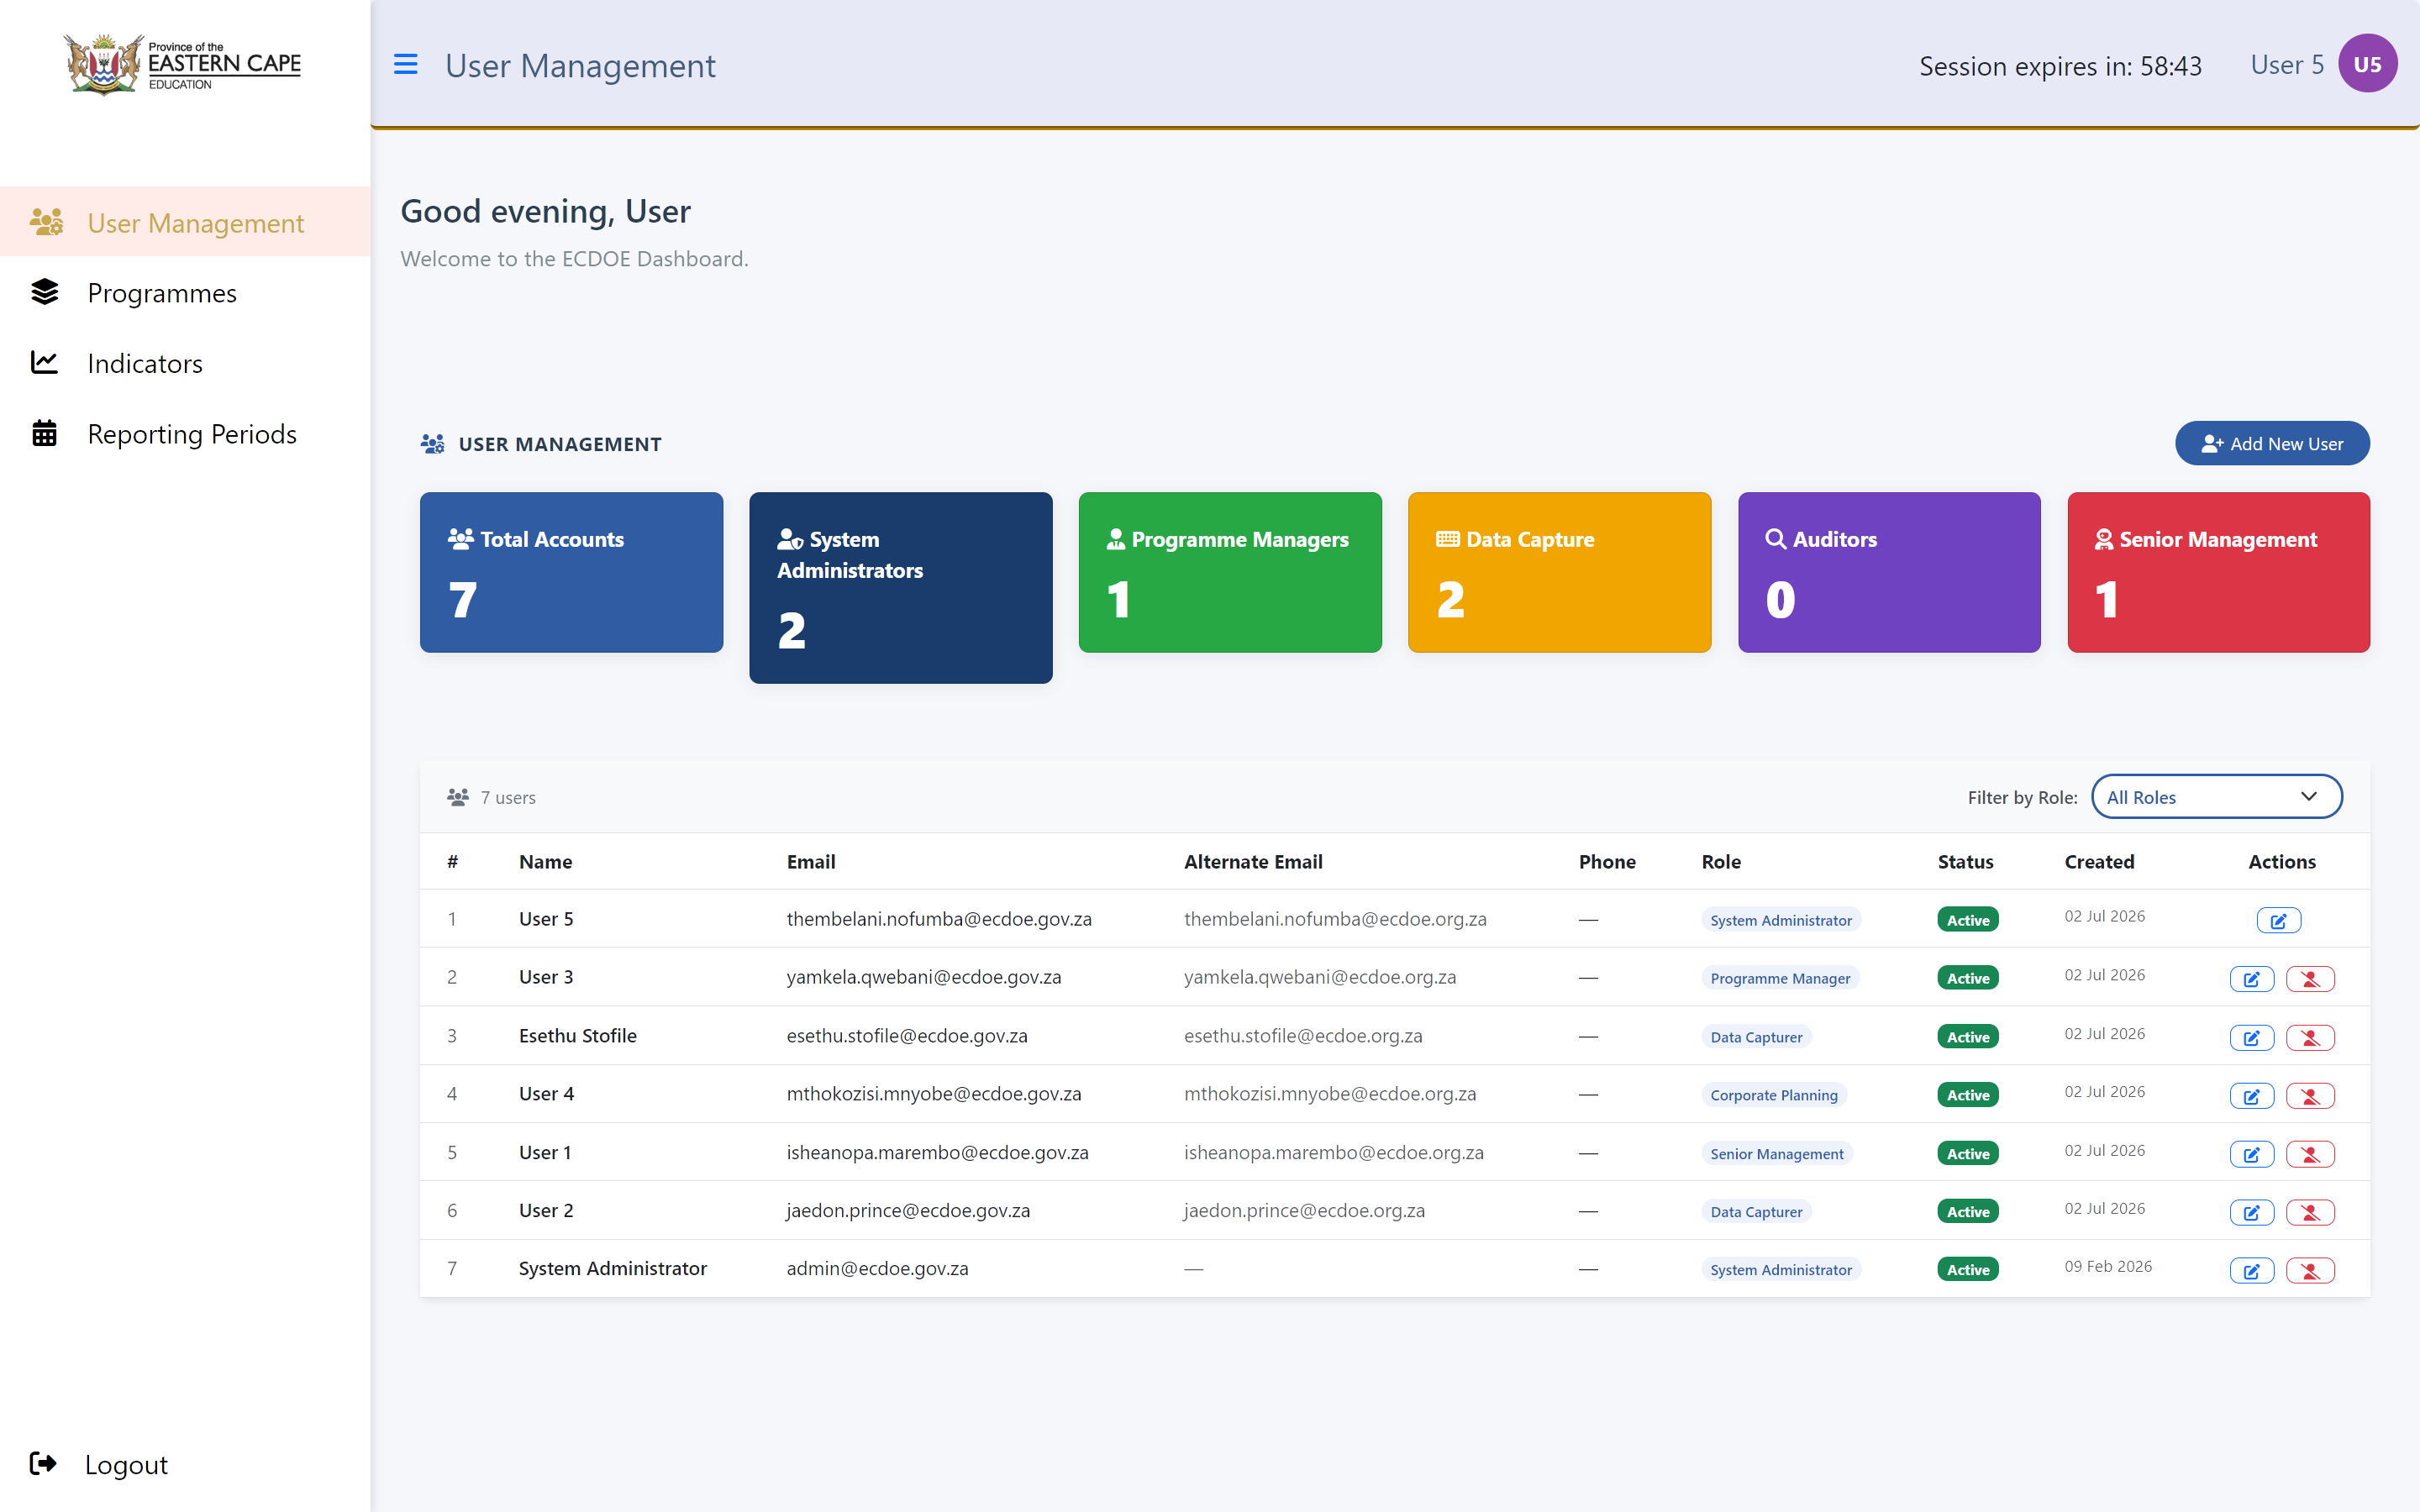 Province of the
EASTERN CAPE
EDUCATION
User Management
Session expires in: 58:43
User 5
U5
User Management
Programmes
Indicators
Reporting Periods
Logout
Good evening, User
Welcome to the ECDOE Dashboard.
USER MANAGEMENT
Add New User
Total Accounts
7
System
Administrators
2
Programme Managers
1
Data Capture
2
Auditors
0
Senior Management
1
7 users
Filter by Role: All Roles
# Name Email Alternate Email Phone Role Status Created Actions
1 User 5 thembelani.nofumba@ecdoe.gov.za thembelani.nofumba@ecdoe.org.za — System Administrator Active 02 Jul 2026
2 User 3 yamkela.qwebani@ecdoe.gov.za yamkela.qwebani@ecdoe.org.za — Programme Manager Active 02 Jul 2026
3 Esethu Stofile esethu.stofile@ecdoe.gov.za esethu.stofile@ecdoe.org.za — Data Capturer Active 02 Jul 2026
4 User 4 mthokozisi.mnyobe@ecdoe.gov.za mthokozisi.mnyobe@ecdoe.org.za — Corporate Planning Active 02 Jul 2026
5 User 1 isheanopa.marembo@ecdoe.gov.za isheanopa.marembo@ecdoe.org.za — Senior Management Active 02 Jul 2026
6 User 2 jaedon.prince@ecdoe.gov.za jaedon.prince@ecdoe.org.za — Data Capturer Active 02 Jul 2026
7 System Administrator admin@ecdoe.gov.za — — System Administrator Active 09 Feb 2026